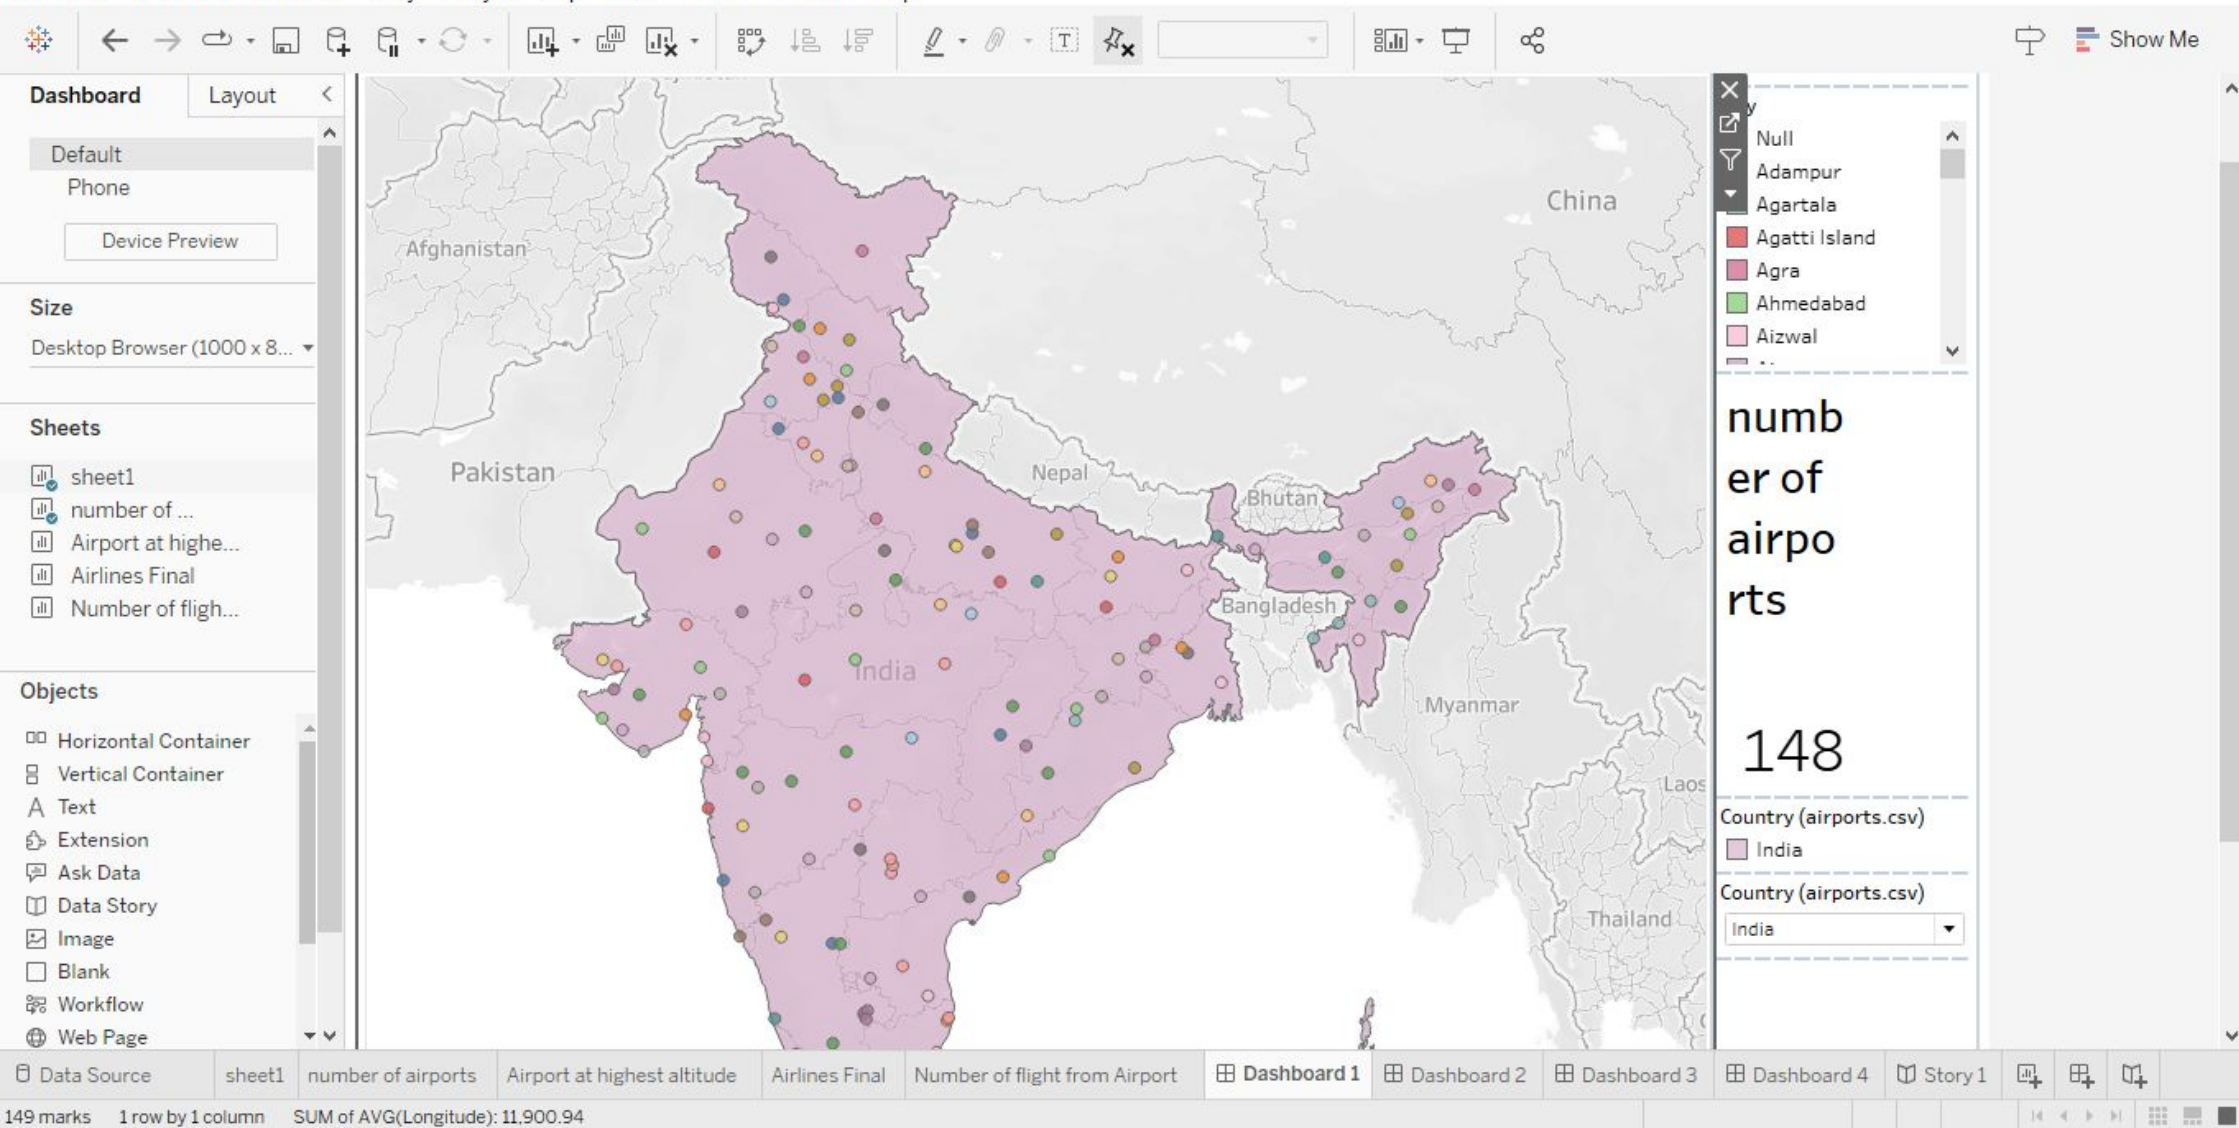 Show Me
Dashboard
Layout
Default
Phone
Device Preview
Size
Desktop Browser (1000 x 8...
Sheets
sheet1
number of ...
Airport at highe...
Airlines Final
Number of fligh...
Objects
Horizontal Container
Vertical Container
A Text
Extension
Ask Data
Data Story
Image
Blank
Workflow
Web Page
Afghanistan
Pakistan
China
Nepal
Bhutan
Bangladesh
India
Myanmar
Laos
Thailand
y
Null
Adampur
Agartala
Agatti Island
Agra
Ahmedabad
Aizwal
numb
er of
airpo
rts
148
Country (airports.csv)
India
Country (airports.csv)
India
Data Source
sheet1
number of airports
Airport at highest altitude
Airlines Final
Number of flight from Airport
Dashboard 1
Dashboard 2
Dashboard 3
Dashboard 4
Story 1
149 marks 1 row by 1 column SUM of AVG(Longitude): 11,900.94